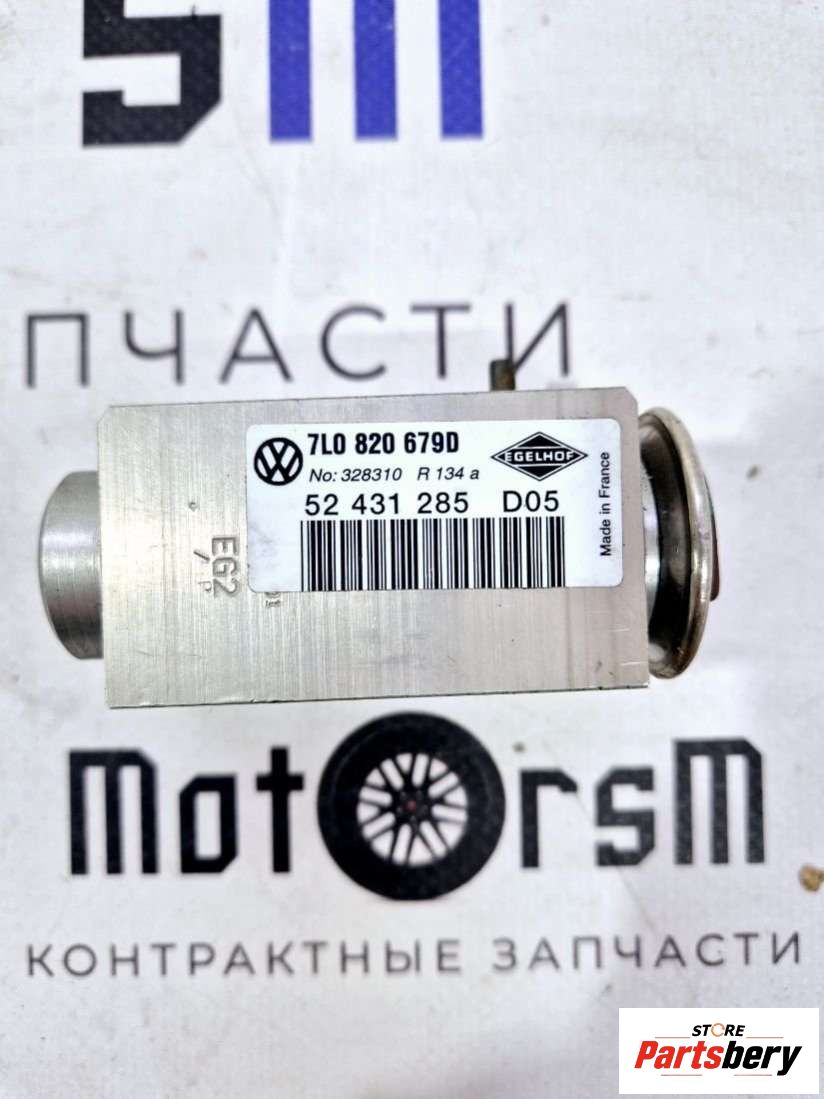 SM
ПЧАСТИ
7L0 820 679D
EGELHOF
No: 328310 R 134 a
52 431 285 D05
Made in France
EG2
P
MotOrsM
КОНТРАКТНЫЕ ЗАПЧАСТИ
STORE
Partsbery